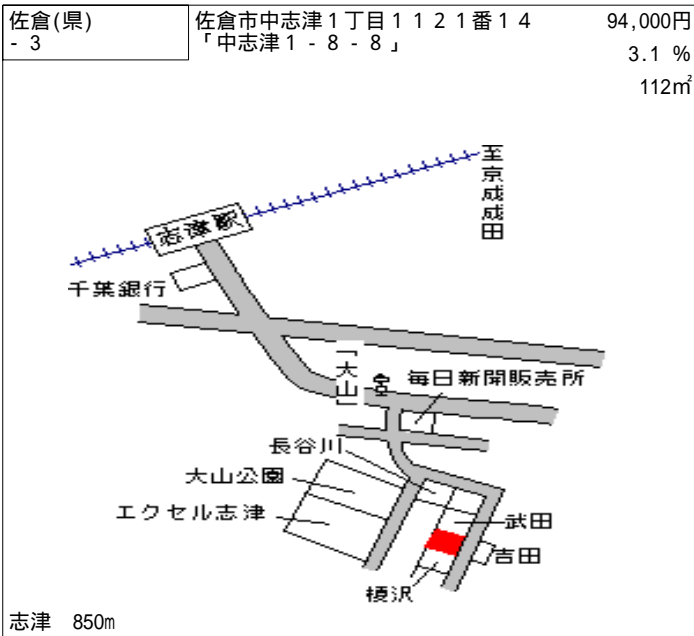 佐倉(県)
- 3
佐倉市中志津１丁目１１２１番１４
「中志津１-８-８」
94,000円
3.1 %
112㎡
至京成成田
志津駅
千葉銀行
「大山」
毎日新聞販売所
長谷川
大山公園
エクセル志津
武田
吉田
榎沢
志津 850m